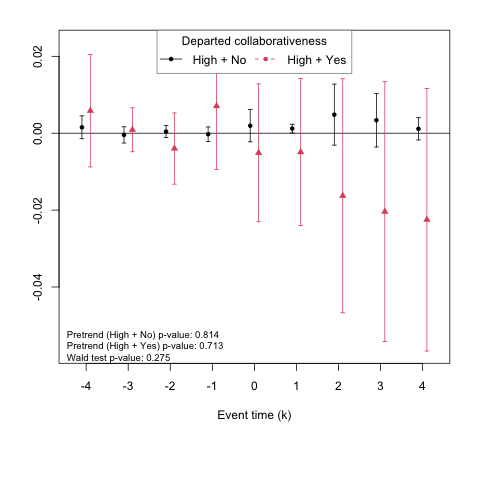 Departed collaborativeness
High + No High + Yes
0.02
0.00
-0.02
-0.04
Pretrend (High + No) p-value: 0.814
Pretrend (High + Yes) p-value: 0.713
Wald test p-value: 0.275
-4 -3 -2 -1 0 1 2 3 4
Event time (k)